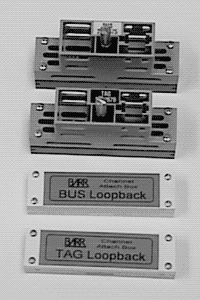 TAG
BARR Channel
Attach Box
BUS Loopback
BARR Channel
Attach Box
TAG Loopback